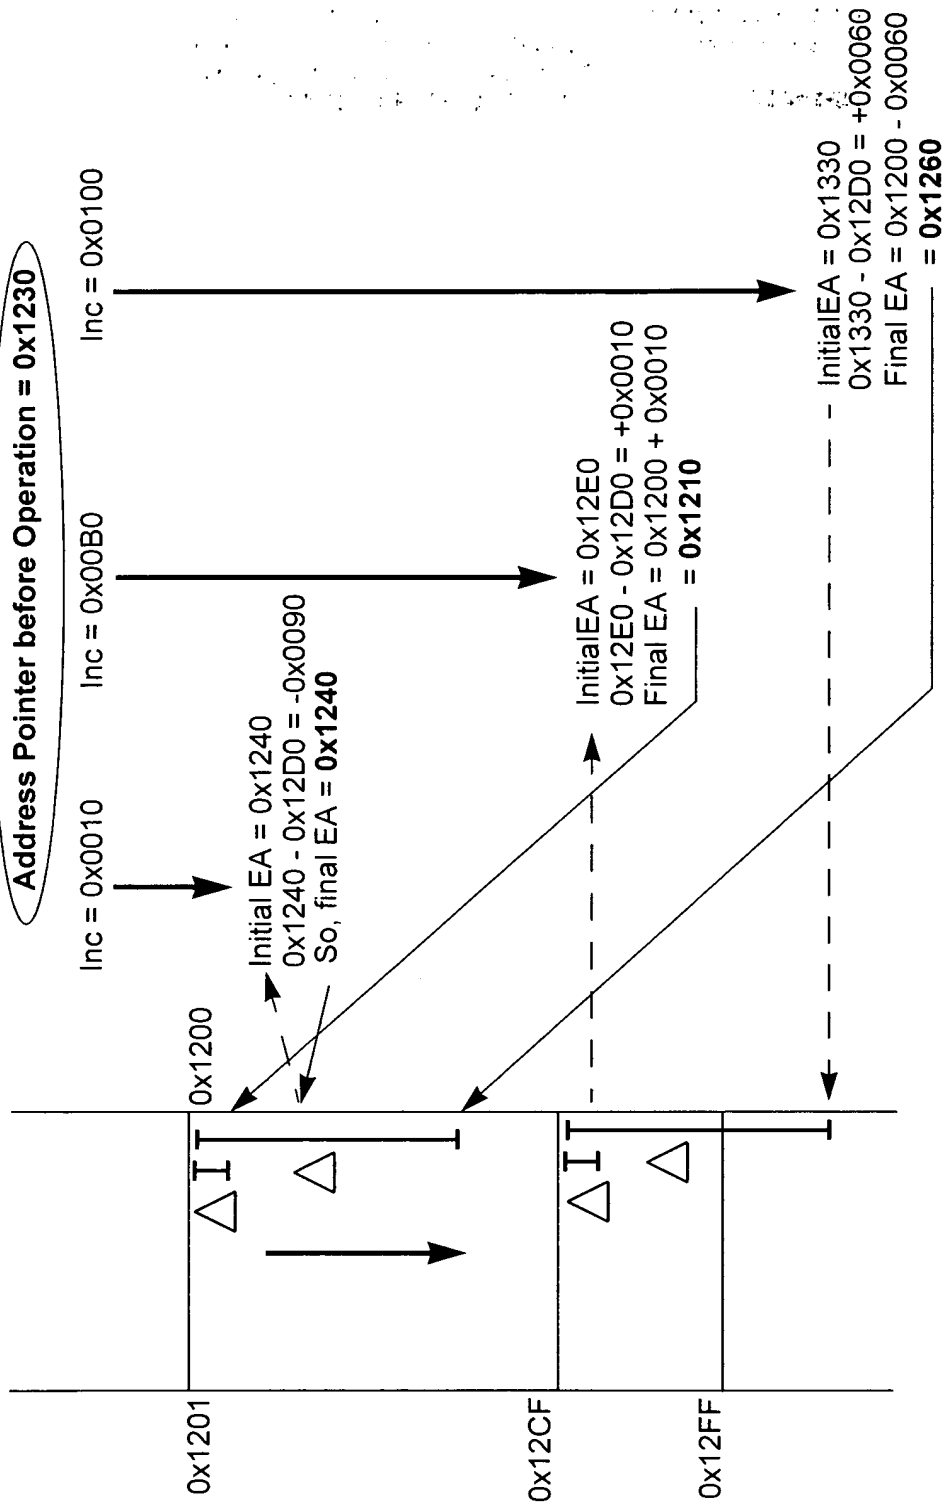 Address Pointer before Operation = 0x1230
Inc = 0x0010
Inc = 0x00B0
Inc = 0x0100
0x1201
0x1200
Initial EA = 0x1240
0x1240 - 0x12D0 = -0x0090
So, final EA = 0x1240
0x12CF
InitialEA = 0x12E0
0x12E0 - 0x12D0 = +0x0010
Final EA = 0x1200 + 0x0010
= 0x1210
0x12FF
InitialEA = 0x1330
0x1330 - 0x12D0 = +0x0060
Final EA = 0x1200 - 0x0060
= 0x1260